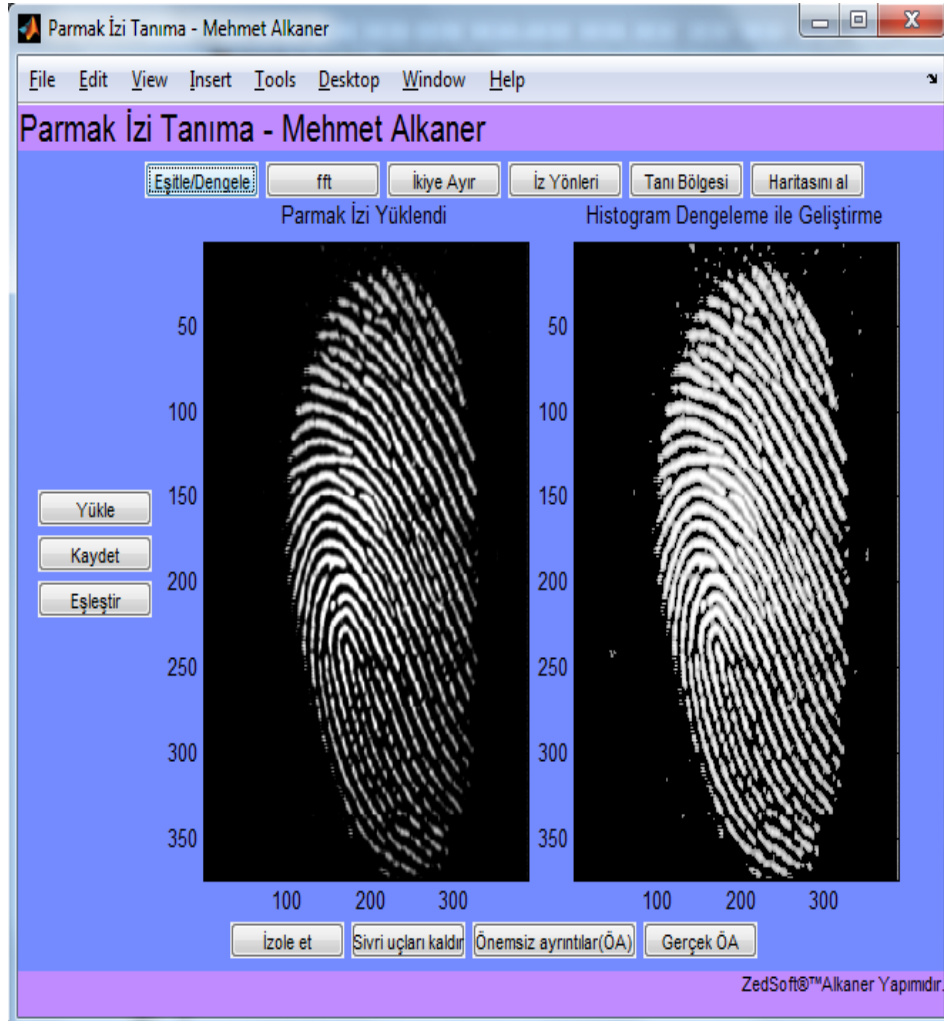 Parmak İzi Tanıma - Mehmet Alkaner
File Edit View Insert Tools Desktop Window Help
Parmak İzi Tanıma - Mehmet Alkaner
Eşitle/Dengele fft İkiye Ayır İz Yönleri Tanı Bölgesi Haritasını al
Parmak İzi Yüklendi Histogram Dengeleme ile Geliştirme
50 50
100 100
150 150
Yükle
Kaydet
200 200
Eşleştir
250 250
300 300
350 350
100 200 300 100 200 300
İzole et Sivri uçları kaldır Önemsiz ayrıntılar(ÖA) Gerçek ÖA
ZedSoft®™Alkaner Yapımıdır.